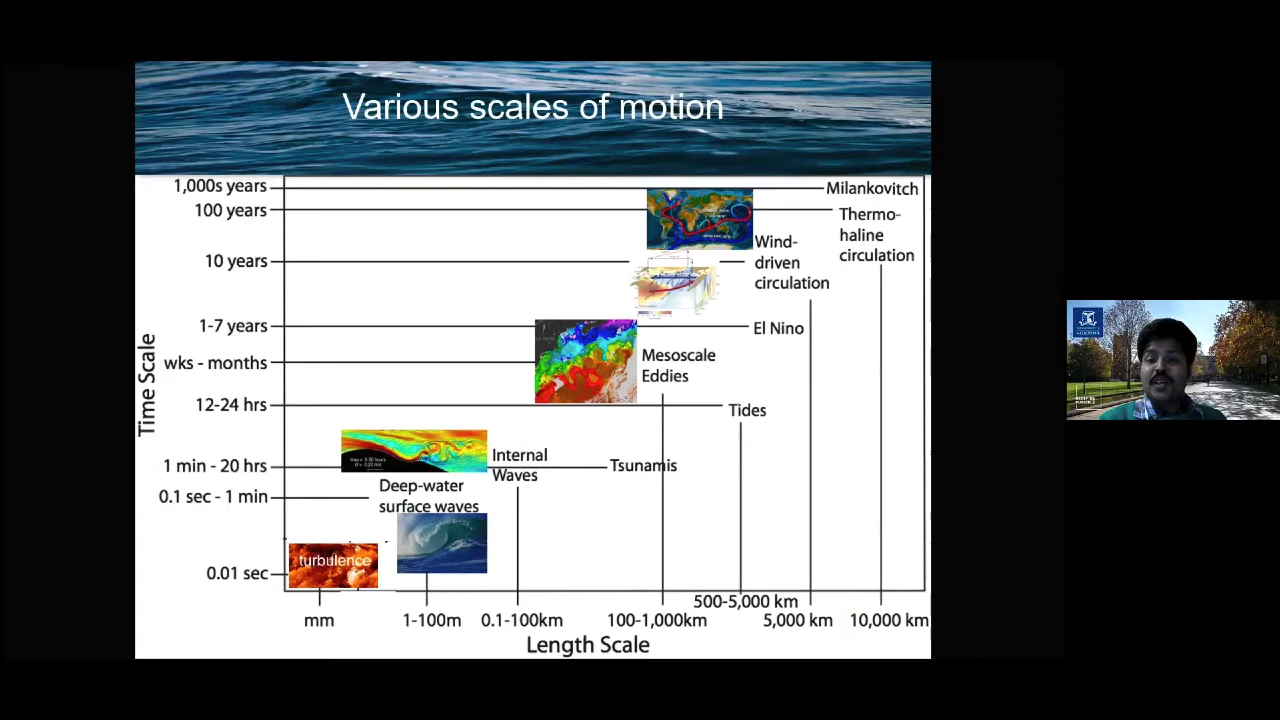 Various scales of motion
1,000s years
Milankovitch
100 years
Thermo-
haline
circulation
Wind-
driven
circulation
10 years
1-7 years
El Nino
wks - months
Mesoscale
Eddies
12-24 hrs
Tides
1 min - 20 hrs
Internal
Waves
Tsunamis
0.1 sec - 1 min
Deep-water
surface waves
turbulence
0.01 sec
Time Scale
mm
1-100m
0.1-100km
100-1,000km
500-5,000 km
5,000 km
10,000 km
Length Scale